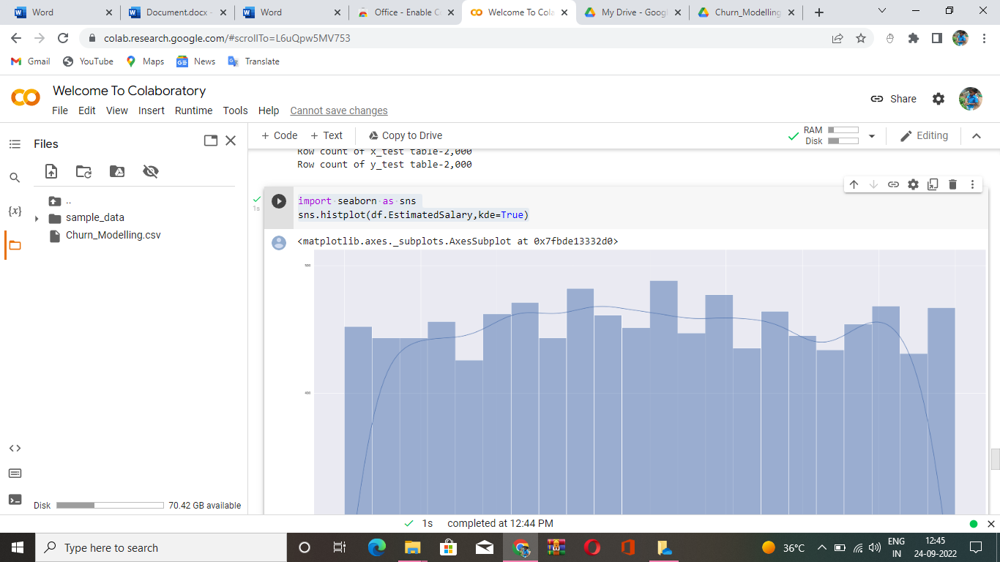 Word
Document.docx -
Word
Office - Enable C
Welcome To Cola
My Drive - Googl
Churn_Modelling
colab.research.google.com/#scrollTo=L6uQpw5MV753
Gmail
YouTube
Maps
News
Translate
Welcome To Colaboratory
File Edit View Insert Runtime Tools Help Cannot save changes
Share
Files
+ Code + Text
Copy to Drive
RAM
Disk
Editing
..
sample_data
Churn_Modelling.csv
{x}
Row count of x_test table-2,000
Row count of y_test table-2,000
1s
import seaborn as sns
sns.histplot(df.EstimatedSalary,kde=True)
<matplotlib.axes._subplots.AxesSubplot at 0x7fbde13332d0>
500
400
Disk
70.42 GB available
1s completed at 12:44 PM
Type here to search
36°C
ENG
IN
12:45
24-09-2022